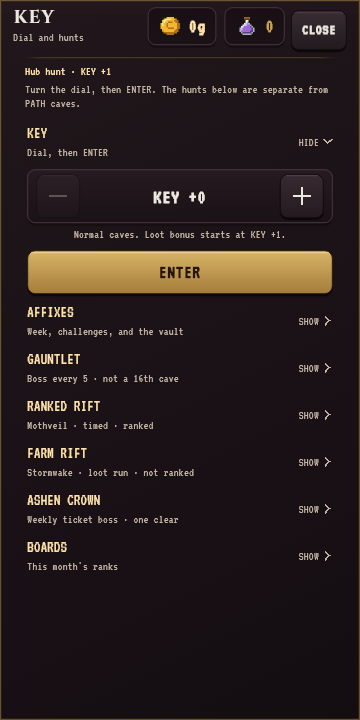 KEY
Dial and hunts
0g
0
CLOSE
Hub hunt · KEY +1
Turn the dial, then ENTER. The hunts below are separate from
PATH caves.
KEY
Dial, then ENTER
HIDE
KEY +0
Normal caves. Loot bonus starts at KEY +1.
ENTER
AFFIXES
Week, challenges, and the vault
SHOW
GAUNTLET
Boss every 5 · not a 16th cave
SHOW
RANKED RIFT
Mothveil · timed · ranked
SHOW
FARM RIFT
Stormwake · loot run · not ranked
SHOW
ASHEN CROWN
Weekly ticket boss · one clear
SHOW
BOARDS
This month's ranks
SHOW